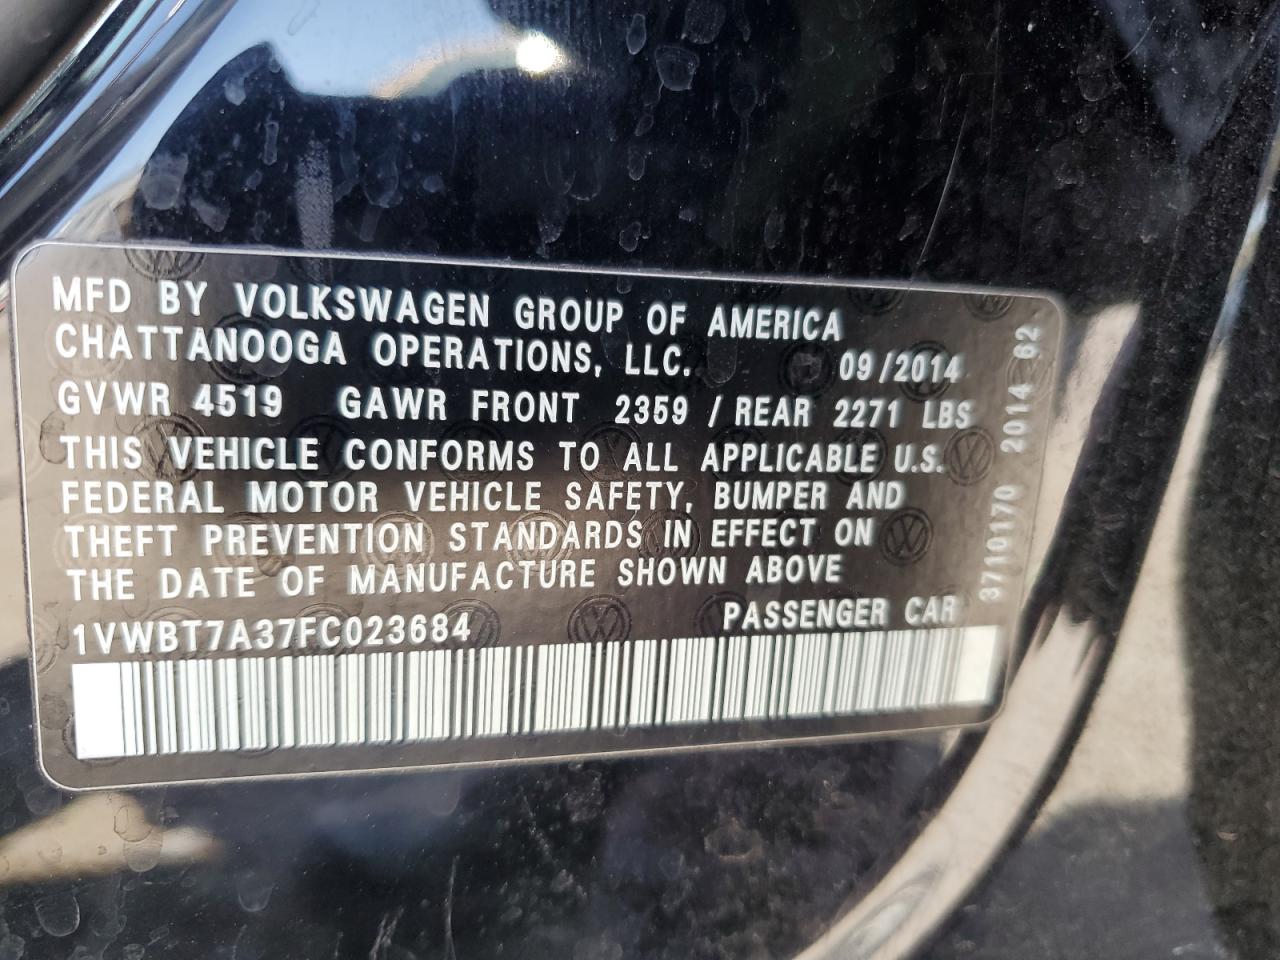 MFD BY VOLKSWAGEN GROUP OF AMERICA
CHATTANOOGA OPERATIONS, LLC. 09/2014
GVWR 4519 GAWR FRONT 2359 / REAR 2271 LBS
THIS VEHICLE CONFORMS TO ALL APPLICABLE U.S.
FEDERAL MOTOR VEHICLE SAFETY, BUMPER AND
THEFT PREVENTION STANDARDS IN EFFECT ON
THE DATE OF MANUFACTURE SHOWN ABOVE
1VWBT7A37FC023684 PASSENGER CAR
3710170 2014 62